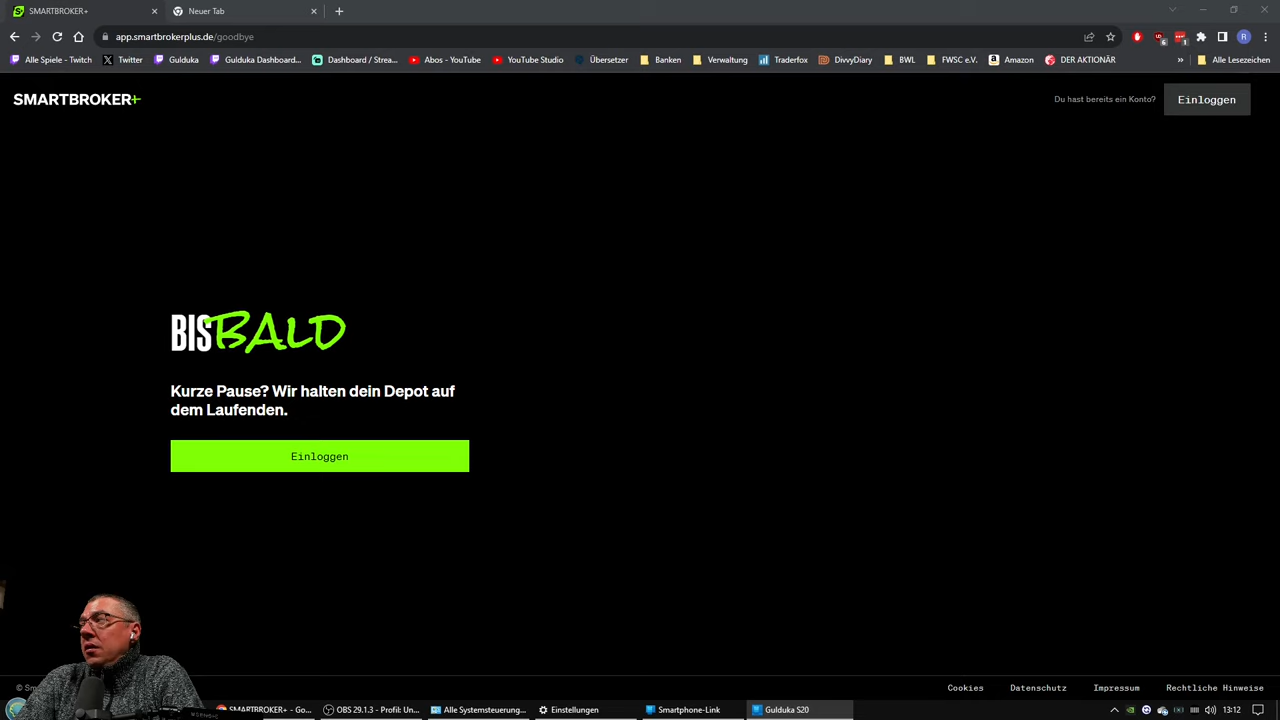 SMARTBROKER+
Neuer Tab
app.smartbrokerplus.de/goodbye
Alle Spiele - Twitch
Twitter
Gulduka
Gulduka Dashboard...
Dashboard / Strea...
Abos - YouTube
YouTube Studio
Übersetzer
Banken
Verwaltung
Traderfox
DivvyDiary
BWL
FWSC e.V.
Amazon
DER AKTIONÄR
»
Alle Lesezeichen
SMARTBROKER+
Du hast bereits ein Konto?
Einloggen
BIS BALD
Kurze Pause? Wir halten dein Depot auf
dem Laufenden.
Einloggen
Cookies
Datenschutz
Impressum
Rechtliche Hinweise
SMARTBROKER+ - Go...
OBS 29.1.3 - Profil: Un...
Alle Systemsteuerung...
Einstellungen
Smartphone-Link
Gulduka S20
13:12